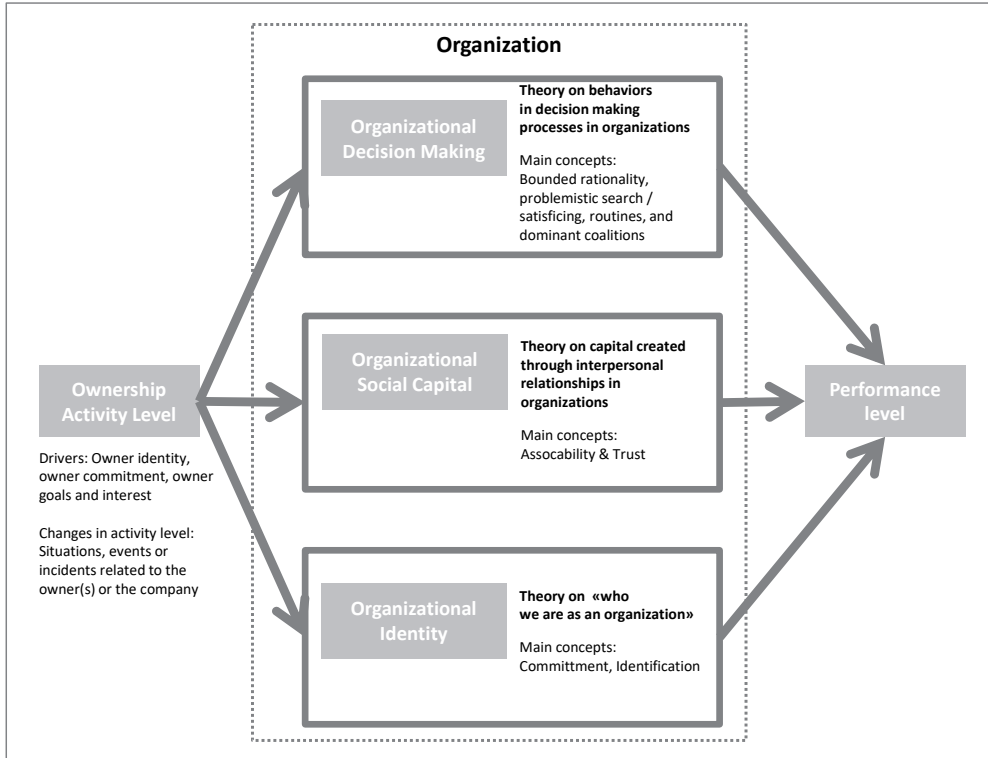 Organization
Organizational
Decision Making
Theory on behaviors
in decision making
processes in organizations
Main concepts:
Bounded rationality,
problemistic search /
satisficing, routines, and
dominant coalitions
Organizational
Social Capital
Theory on capital created
through interpersonal
relationships in
organizations
Main concepts:
Assocability & Trust
Ownership
Activity Level
Drivers: Owner identity,
owner commitment, owner
goals and interest
Changes in activity level:
Situations, events or
incidents related to the
owner(s) or the company
Performance
level
Organizational
Identity
Theory on «who
we are as an organization»
Main concepts:
Committment, Identification